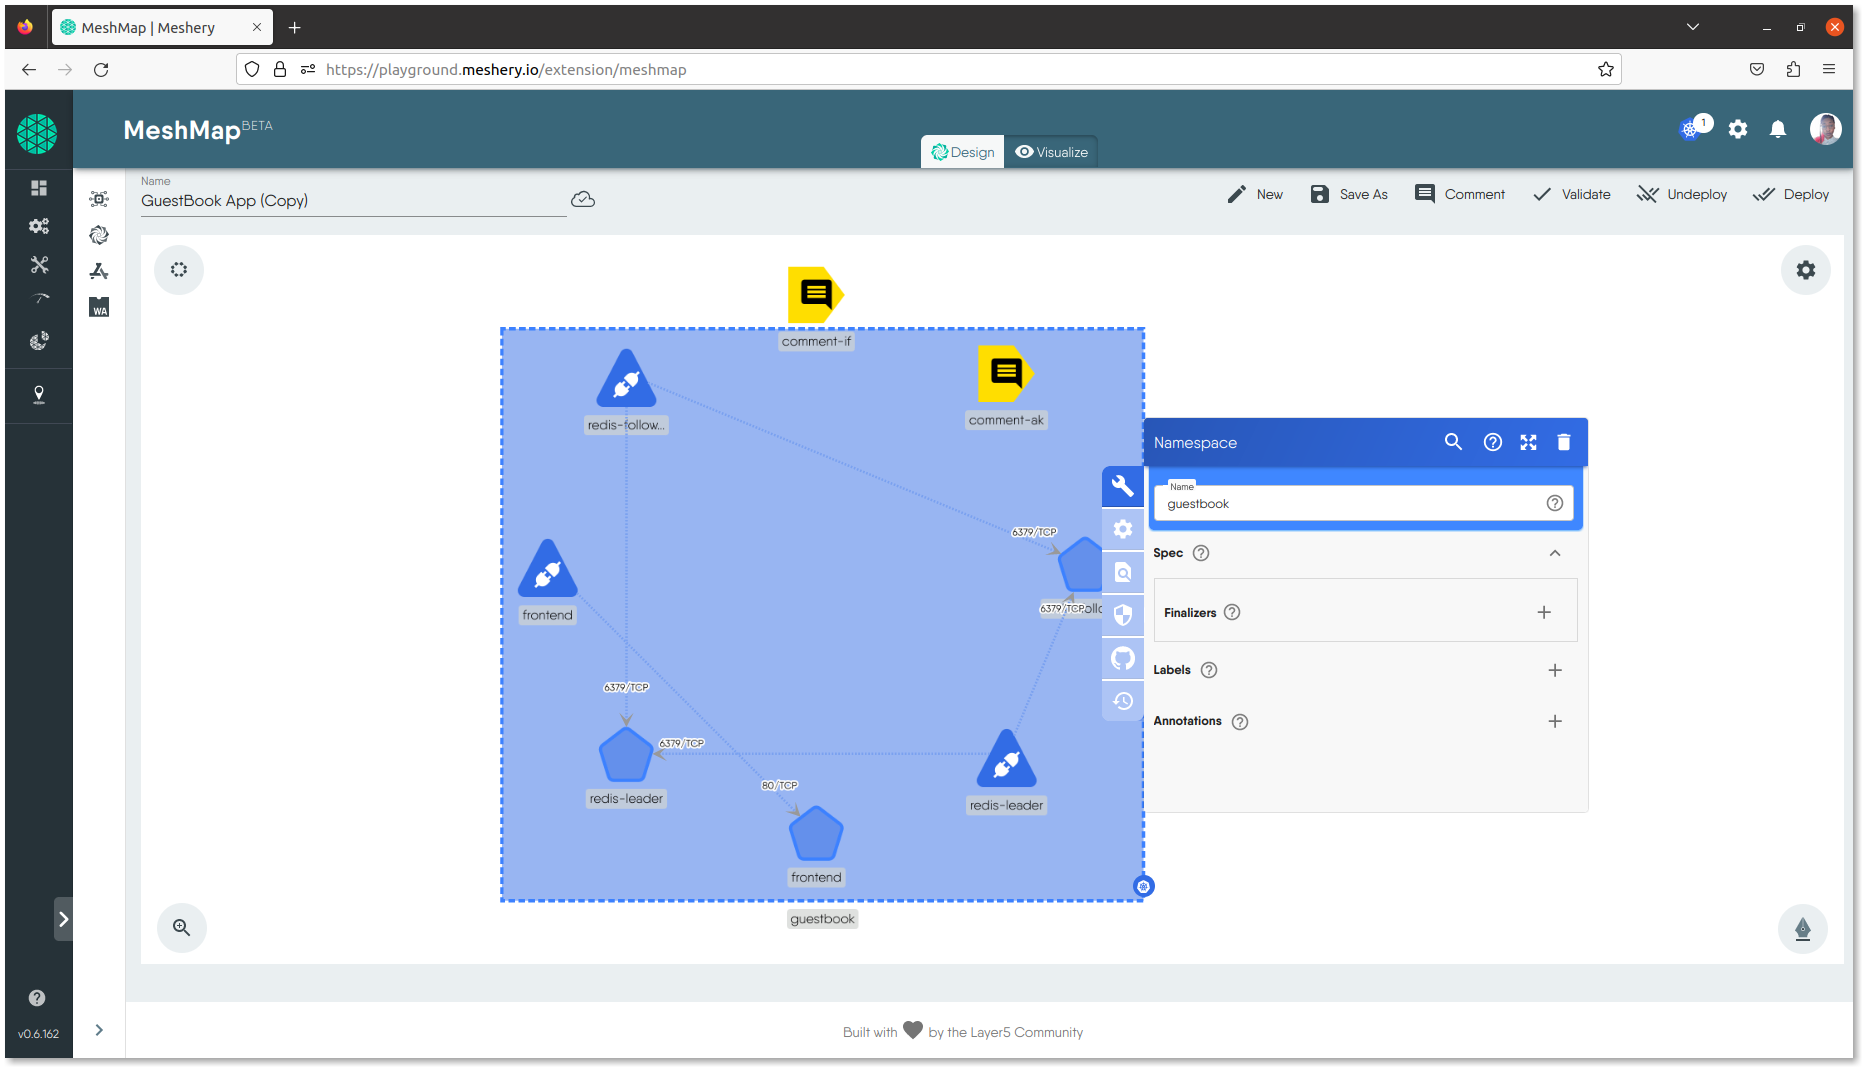 MeshMap | Meshery
https://playground.meshery.io/extension/meshmap
MeshMap BETA
1
Design
Visualize
Name
GuestBook App (Copy)
New
Save As
Comment
Validate
Undeploy
Deploy
WA
comment-if
redis-follow...
comment-ak
Namespace
Name
guestbook
6379/TCP
Spec
frontend
6379/TCP
Finalizers
Labels
6379/TCP
Annotations
6379/TCP
80/TCP
redis-leader
redis-leader
frontend
guestbook
v0.6.162
Built with by the Layer5 Community